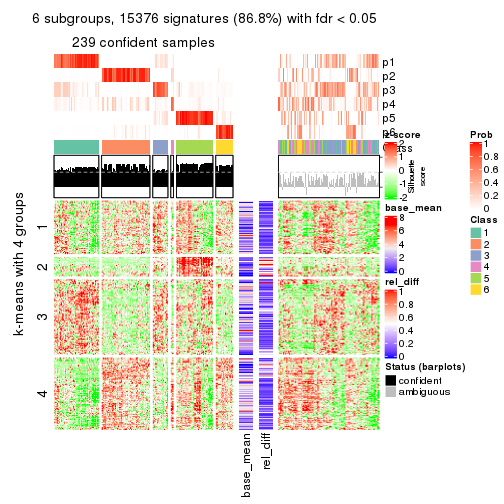 6 subgroups, 15376 signatures (86.8%) with fdr < 0.05
239 confident samples
p1
p2
p3
p4
p5
p6
z_score
2
1
0
-1
-2
Class
Silhouette
score
base_mean
8
6
4
2
0
rel_diff
1
0.8
0.6
0.4
0.2
0
Status (barplots)
confident
ambiguous
Prob
1
0.8
0.6
0.4
0.2
0
Class
1
2
3
4
5
6
k-means with 4 groups
1
2
3
4
base_mean
rel_diff